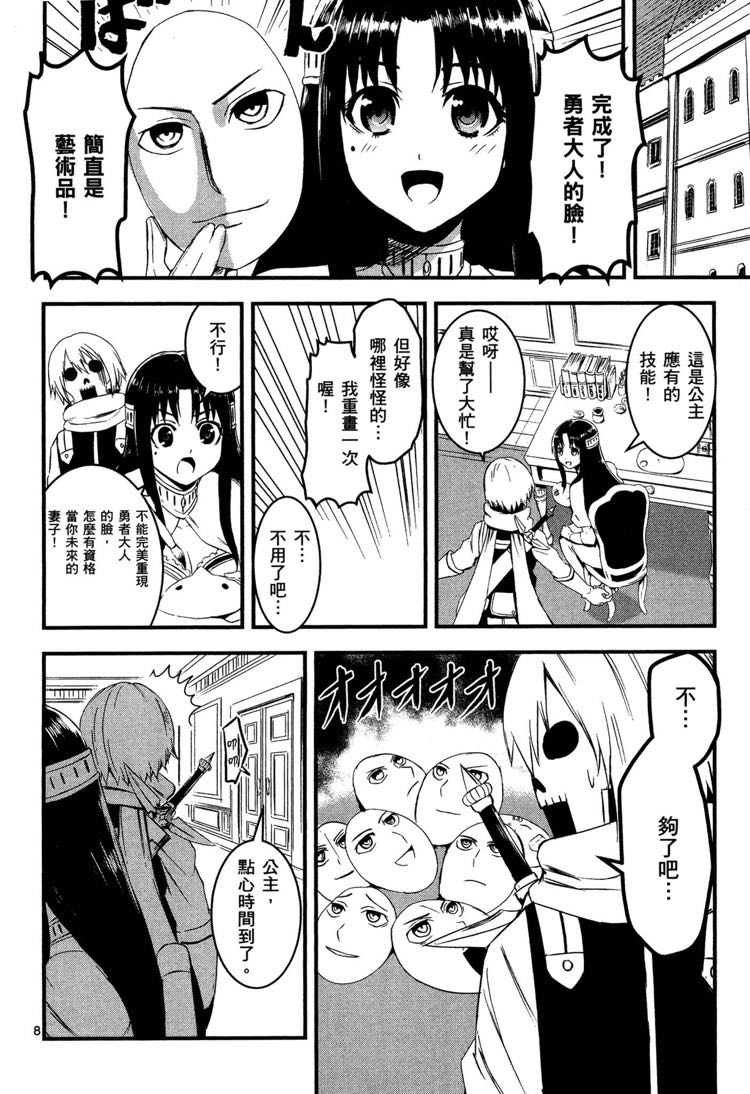 ばん
完成了！
勇者大人的臉！
簡直是
藝術品！
這是公主
應有的
技能！
哎呀——
真是幫了大忙！
但好像
哪裡怪怪的…
我重畫一次
喔！
不…
不用了吧…
不行！
不能完美重現
勇者大人
的臉，
怎麼有資格
當你未來的
妻子！
不…
夠了吧…
オオオオオ
叩叩
公主，
點心時間到了。
8